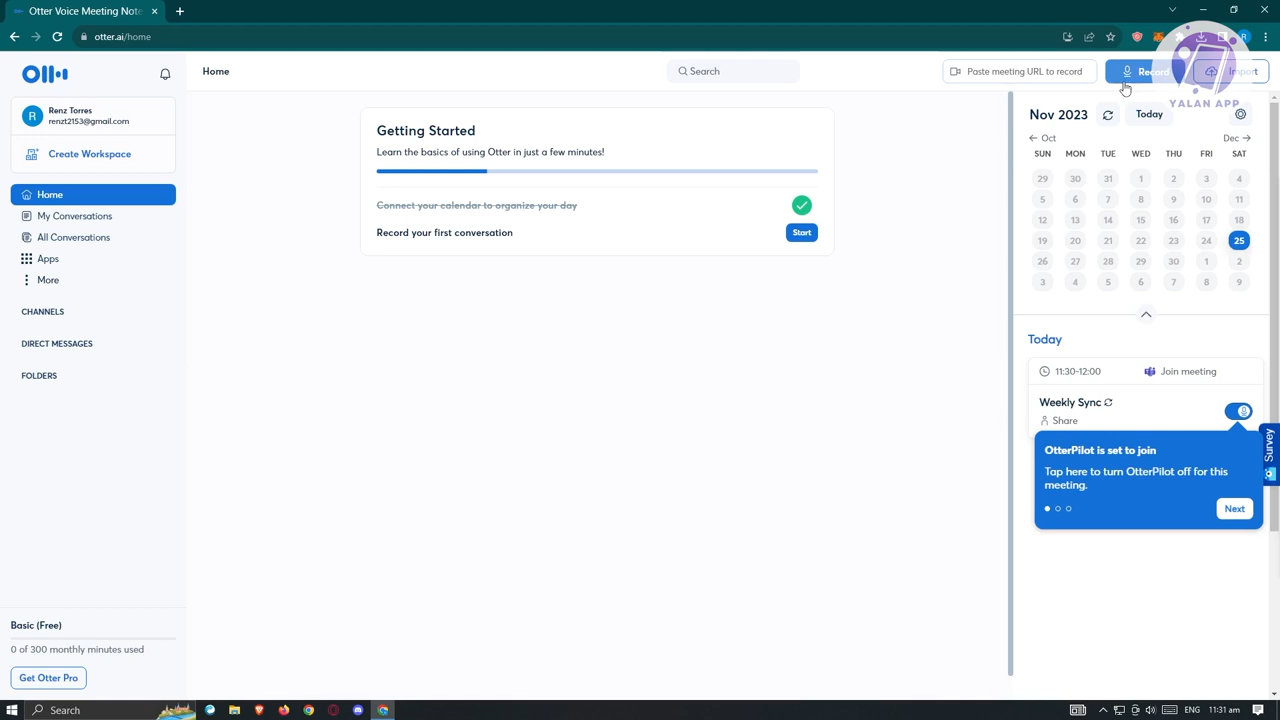 Otter Voice Meeting Note
otter.ai/home
R
Otter
Home
Search
Paste meeting URL to record
Record
Import
YALAN APP
R
Renz Torres
renzt2153@gmail.com
Create Workspace
Home
My Conversations
All Conversations
Apps
More
CHANNELS
DIRECT MESSAGES
FOLDERS
Basic (Free)
0 of 300 monthly minutes used
Get Otter Pro
Getting Started
Learn the basics of using Otter in just a few minutes!
Connect your calendar to organize your day
Record your first conversation
Start
Nov 2023
Today
Oct
Dec
SUN MON TUE WED THU FRI SAT
29 30 31 1 2 3 4
5 6 7 8 9 10 11
12 13 14 15 16 17 18
19 20 21 22 23 24 25
26 27 28 29 30 1 2
3 4 5 6 7 8 9
Today
11:30-12:00
Join meeting
Weekly Sync
Share
OtterPilot is set to join
Tap here to turn OtterPilot off for this
meeting.
Next
Survey
Search
ENG
11:31 am